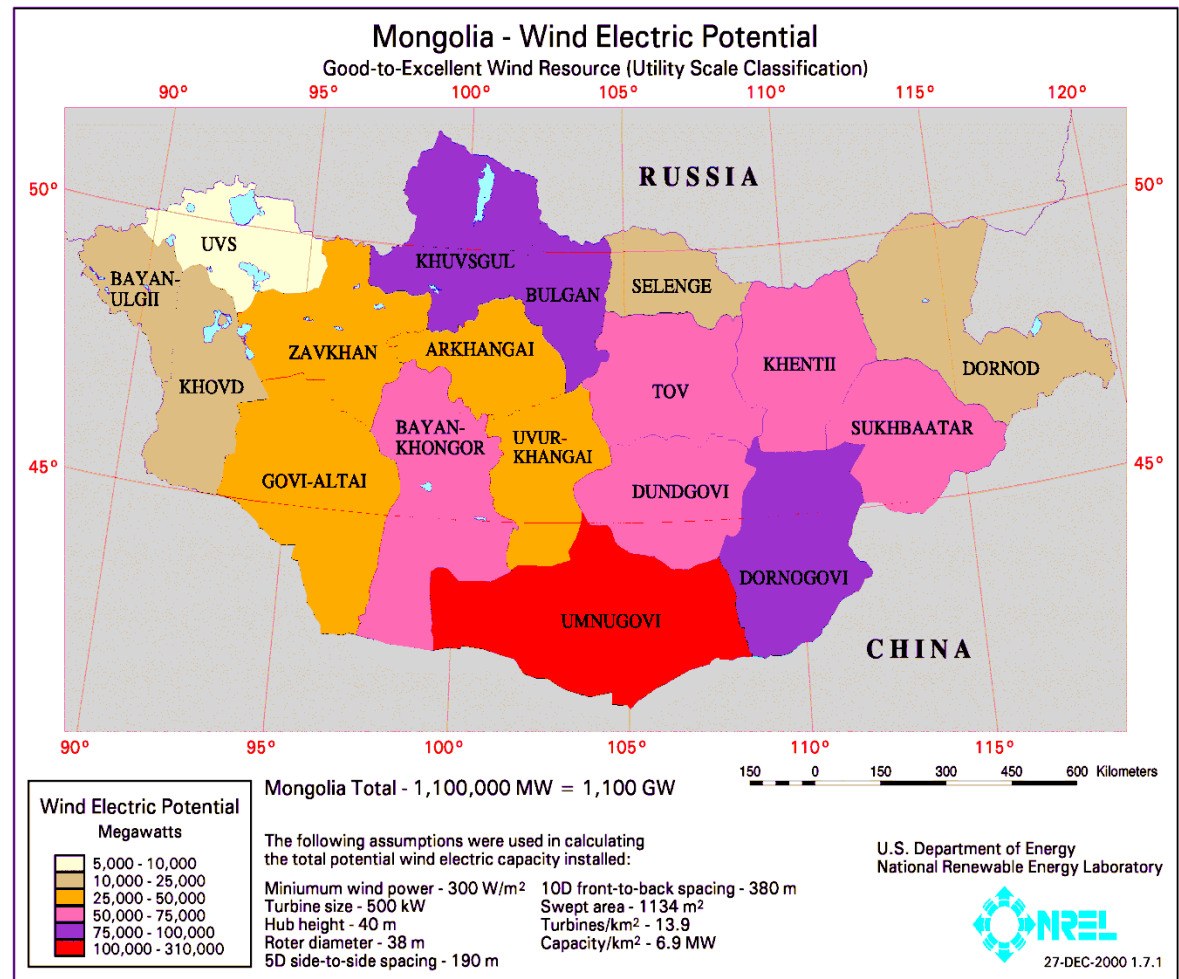 Mongolia - Wind Electric Potential
Good-to-Excellent Wind Resource (Utility Scale Classification)
90° 95° 100° 105° 110° 115° 120°
RUSSIA
50° 50°
UVS
KHUVSGUL
BAYAN-
ULGII
SELENGE
BULGAN
ZAVKHAN
ARKHANGAI
KHENTII
DORNOD
KHOVD
TOV
BAYAN-
KHONGOR
SUKHBAATAR
UVUR-
KHANGAI
45° 45°
GOVI-ALTAI
DUNDGOVI
DORNOGOVI
UMNUGOVI
CHINA
90° 95° 100° 105° 110° 115°
150 0 150 300 450 600 Kilometers
Mongolia Total - 1,100,000 MW = 1,100 GW
Wind Electric Potential
Megawatts
5,000 - 10,000
10,000 - 25,000
25,000 - 50,000
50,000 - 75,000
75,000 - 100,000
100,000 - 310,000
The following assumptions were used in calculating
the total potential wind electric capacity installed:
Miniumum wind power - 300 W/m²
Turbine size - 500 kW
Hub height - 40 m
Roter diameter - 38 m
5D side-to-side spacing - 190 m
10D front-to-back spacing - 380 m
Swept area - 1134 m²
Turbines/km² - 13.9
Capacity/km² - 6.9 MW
U.S. Department of Energy
National Renewable Energy Laboratory
NREL
27-DEC-2000 1.7.1